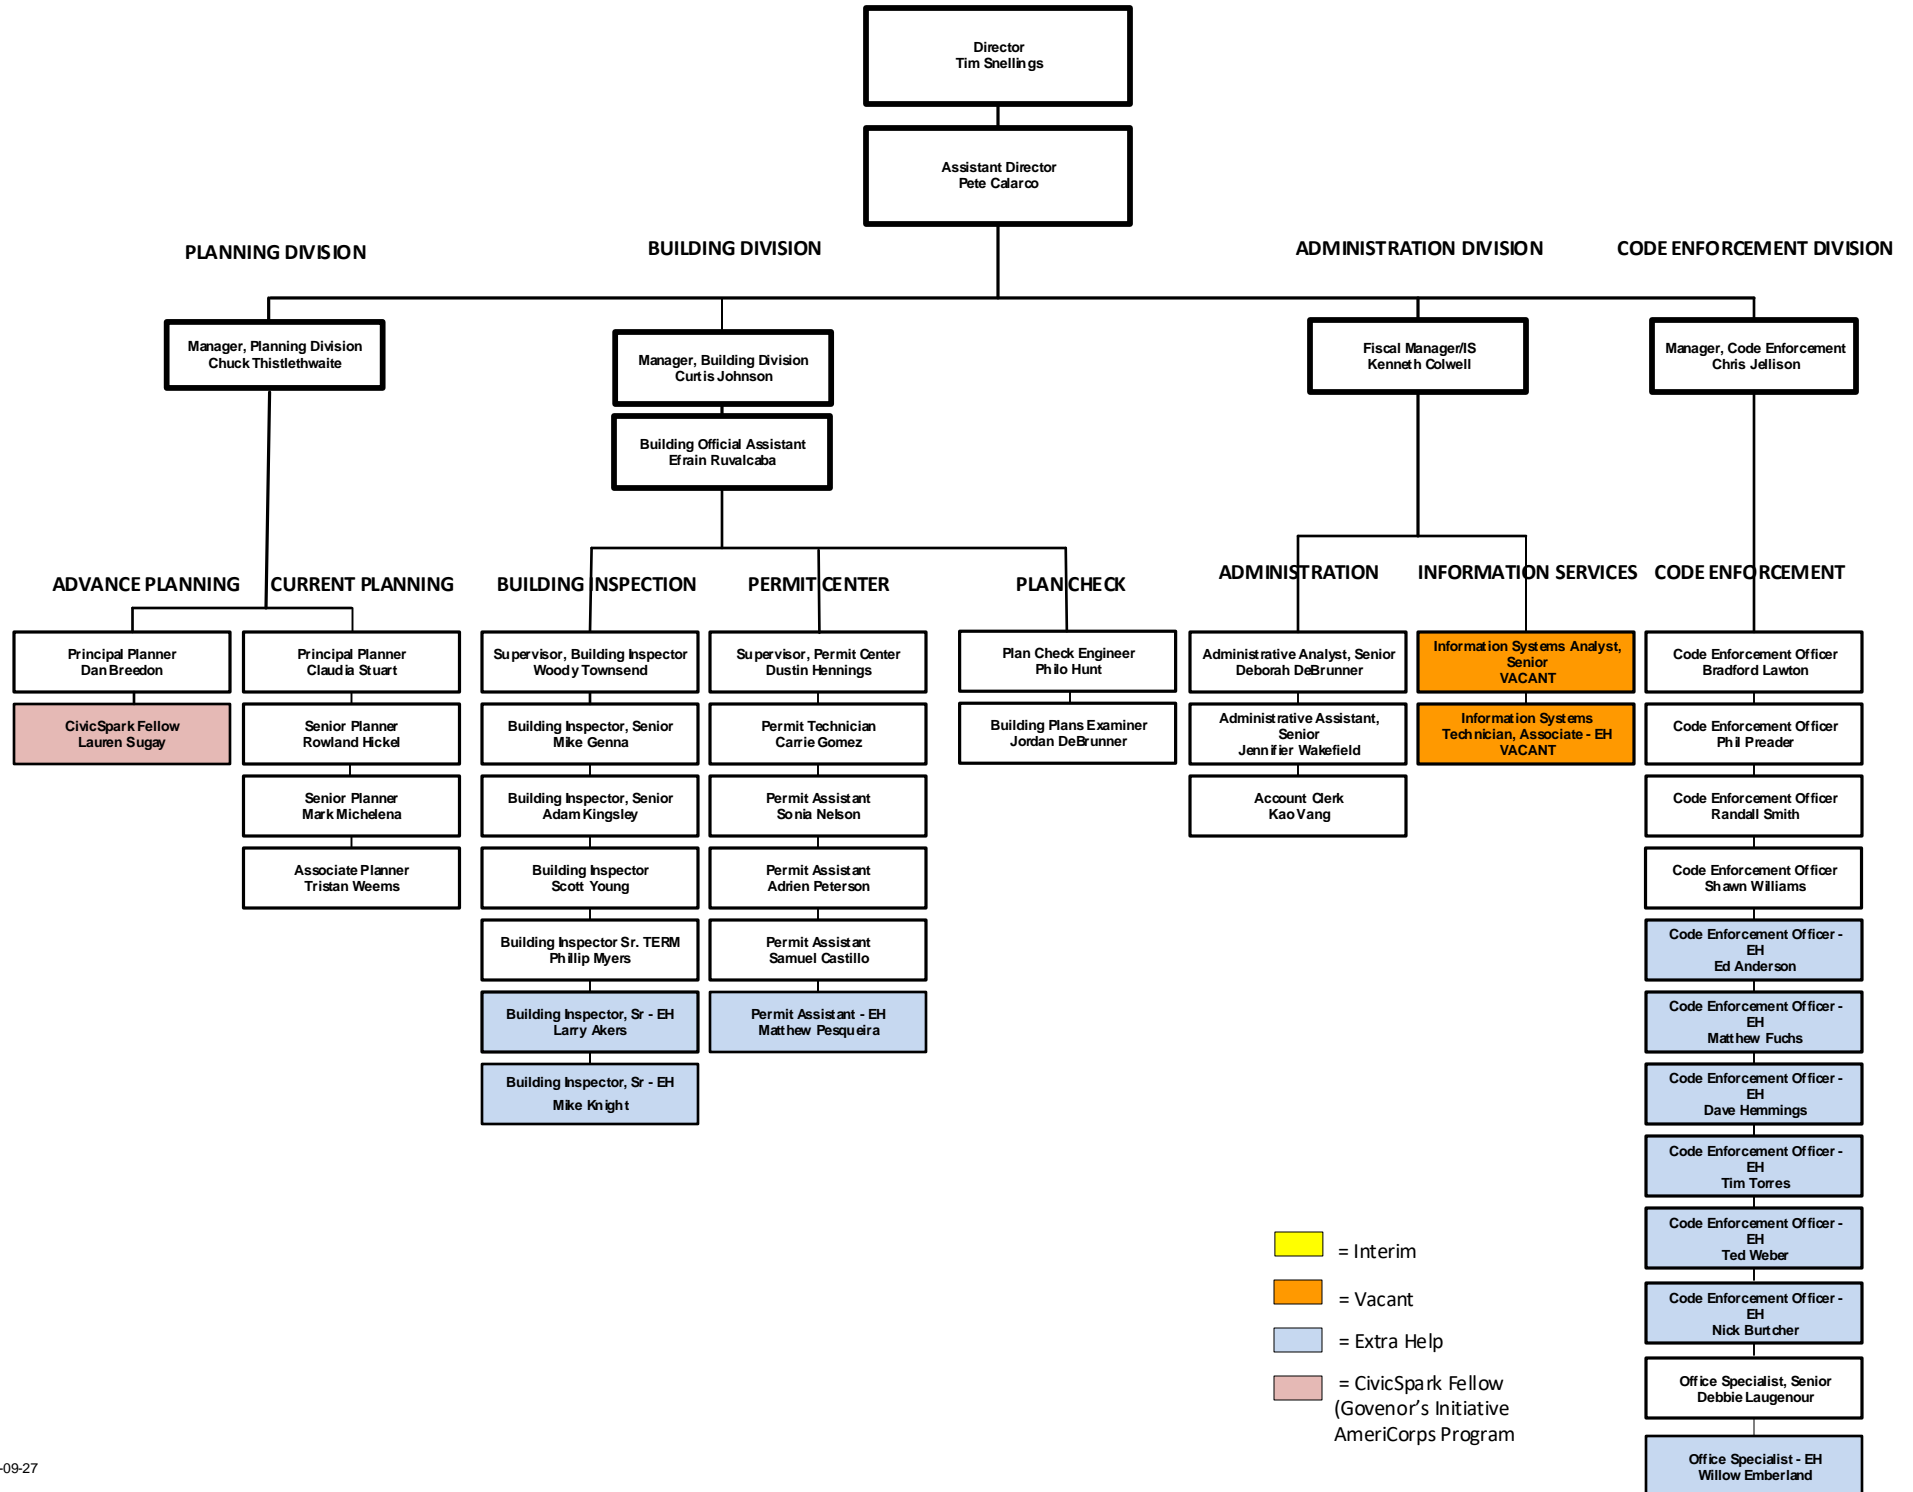 Director
Tim Snellings
Assistant Director
Pete Calarco
PLANNING DIVISION
BUILDING DIVISION
ADMINISTRATION DIVISION
CODE ENFORCEMENT DIVISION
Manager, Planning Division
Chuck Thistlethwaite
Manager, Building Division
Curtis Johnson
Building Official Assistant
Efrain Ruvalcaba
Fiscal Manager/IS
Kenneth Colwell
Manager, Code Enforcement
Chris Jellison
ADVANCE PLANNING
Principal Planner
Dan Breedon
CivicSpark Fellow
Lauren Sugay
CURRENT PLANNING
Principal Planner
Claudia Stuart
Senior Planner
Rowland Hickel
Senior Planner
Mark Michelena
Associate Planner
Tristan Weems
BUILDING INSPECTION
Supervisor, Building Inspector
Woody Townsend
Building Inspector, Senior
Mike Genna
Building Inspector, Senior
Adam Kingsley
Building Inspector
Scott Young
Building Inspector Sr. TERM
Phillip Myers
Building Inspector, Sr - EH
Larry Akers
Building Inspector, Sr - EH
Mike Knight
PERMIT CENTER
Supervisor, Permit Center
Dustin Hennings
Permit Technician
Carrie Gomez
Permit Assistant
Sonia Nelson
Permit Assistant
Adrien Peterson
Permit Assistant
Samuel Castillo
Permit Assistant - EH
Matthew Pesqueira
PLAN CHECK
Plan Check Engineer
Philo Hunt
Building Plans Examiner
Jordan DeBrunner
ADMINISTRATION
Administrative Analyst, Senior
Deborah DeBrunner
Administrative Assistant,
Senior
Jennifier Wakefield
Account Clerk
Kao Vang
INFORMATION SERVICES
Information Systems Analyst,
Senior
VACANT
Information Systems
Technician, Associate - EH
VACANT
CODE ENFORCEMENT
Code Enforcement Officer
Bradford Lawton
Code Enforcement Officer
Phil Preader
Code Enforcement Officer
Randall Smith
Code Enforcement Officer
Shawn Williams
Code Enforcement Officer -
EH
Ed Anderson
Code Enforcement Officer -
EH
Matthew Fuchs
Code Enforcement Officer -
EH
Dave Hemmings
Code Enforcement Officer -
EH
Tim Torres
Code Enforcement Officer -
EH
Ted Weber
Code Enforcement Officer -
EH
Nick Burtcher
Office Specialist, Senior
Debbie Laugenour
Office Specialist - EH
Willow Emberland
= Interim
= Vacant
= Extra Help
= CivicSpark Fellow
(Govenor's Initiative
AmeriCorps Program
-09-27